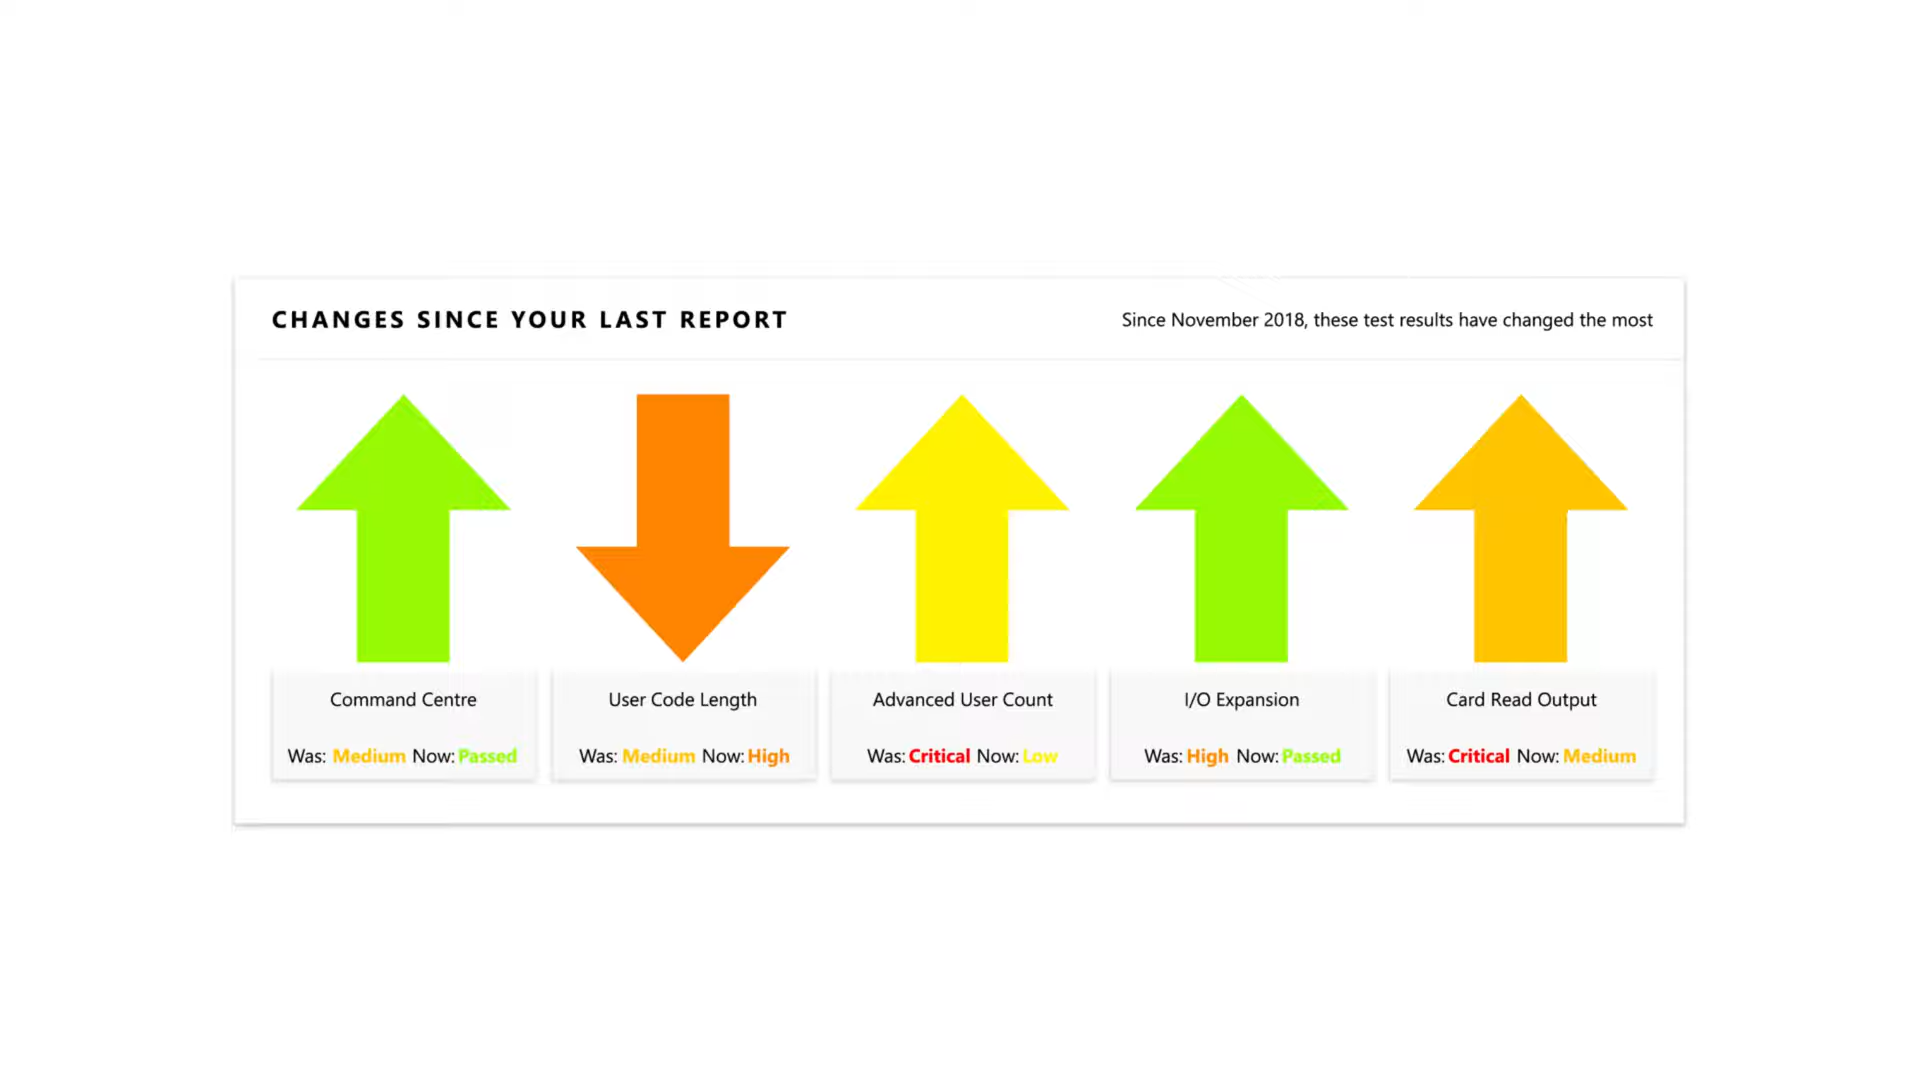 CHANGES SINCE YOUR LAST REPORT
Since November 2018, these test results have changed the most
Command Centre
Was: Medium Now: Passed
User Code Length
Was: Medium Now: High
Advanced User Count
Was: Critical Now: Low
I/O Expansion
Was: High Now: Passed
Card Read Output
Was: Critical Now: Medium